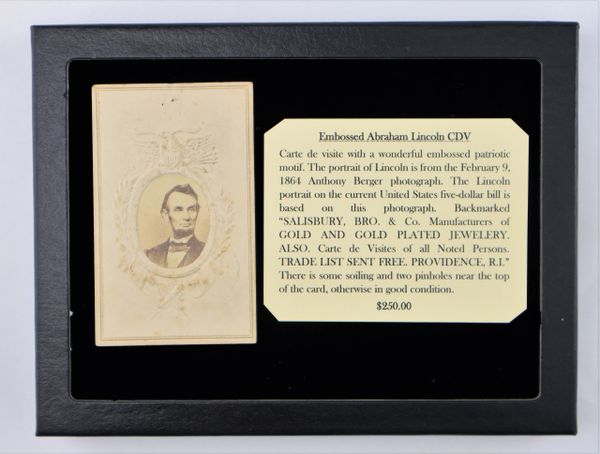 Embossed Abraham Lincoln CDV
Carte de visite with a wonderful embossed patriotic
motif. The portrait of Lincoln is from the February 9,
1864 Anthony Berger photograph. The Lincoln
portrait on the current United States five-dollar bill is
based on this photograph. Backmarked
“SALISBURY, BRO. & Co. Manufacturers of
GOLD AND GOLD PLATED JEWELERY.
ALSO. Carte de Visites of all Noted Persons.
TRADE LIST SENT FREE. PROVIDENCE, R.I.”
There is some soiling and two pinholes near the top
of the card, otherwise in good condition.
$250.00